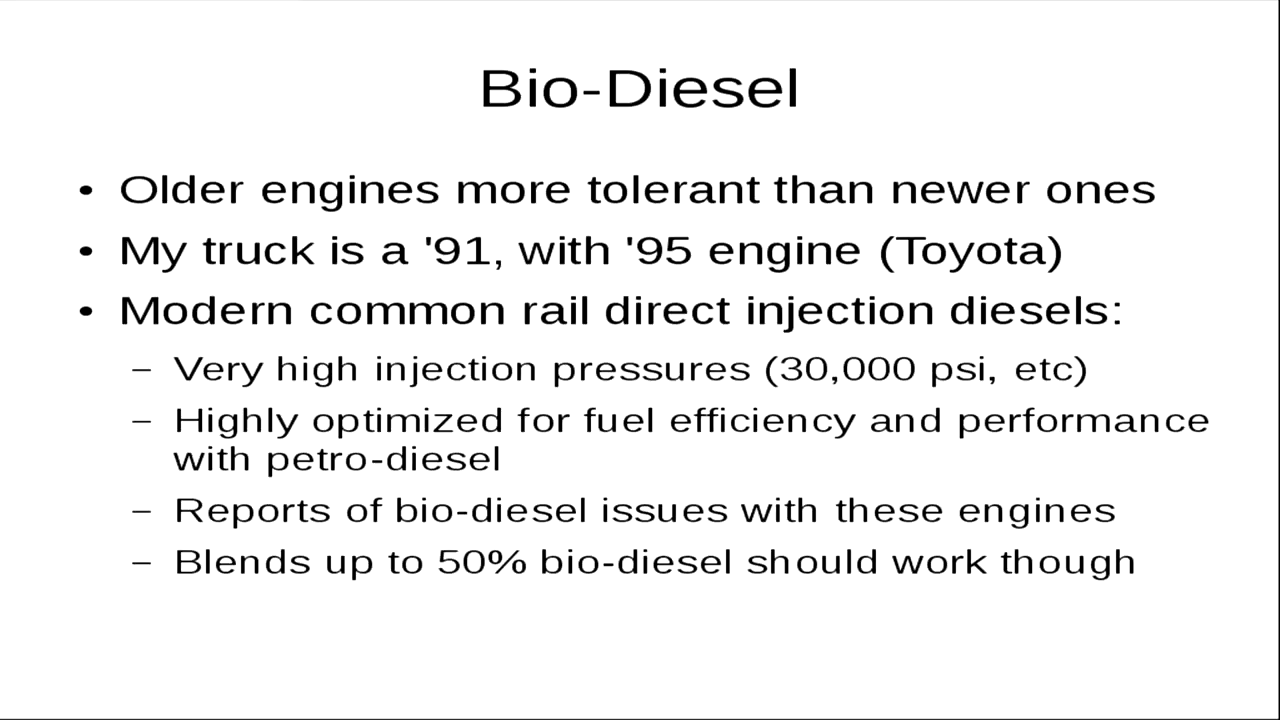 Bio-Diesel
• Older engines more tolerant than newer ones
• My truck is a '91, with '95 engine (Toyota)
• Modern common rail direct injection diesels:
– Very high injection pressures (30,000 psi, etc)
– Highly optimized for fuel efficiency and performance
with petro-diesel
– Reports of bio-diesel issues with these engines
– Blends up to 50% bio-diesel should work though